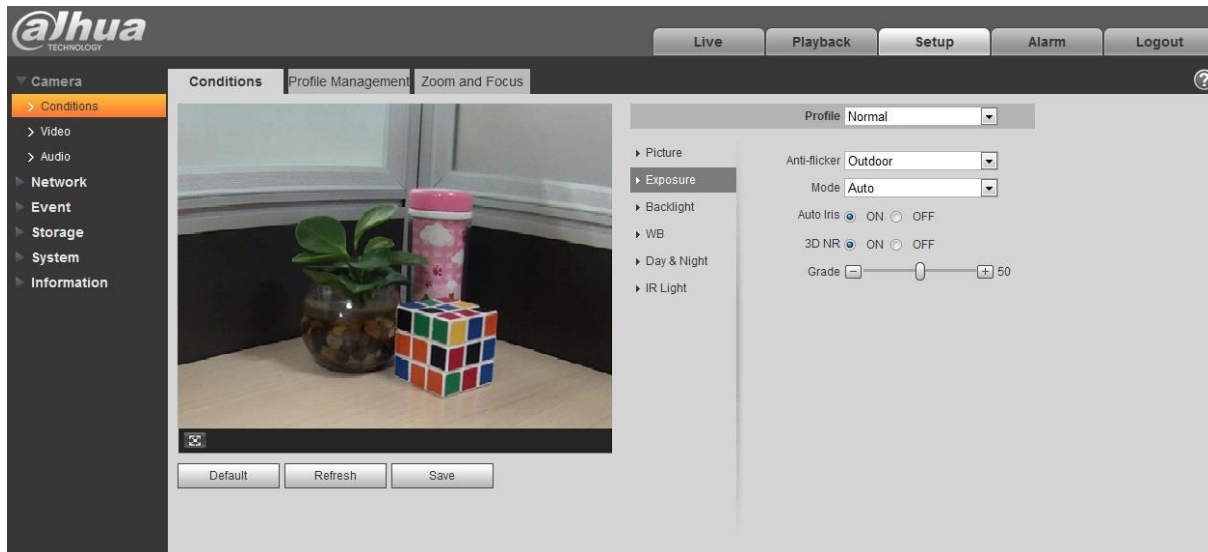 alhua
TECHNOLOGY
Live Playback Setup Alarm Logout
Camera
Conditions
Video
Audio
Network
Event
Storage
System
Information
Conditions Profile Management Zoom and Focus ?
Default Refresh Save
Picture
Exposure
Backlight
WB
Day & Night
IR Light
Profile Normal
Anti-flicker Outdoor
Mode Auto
Auto Iris ON OFF
3D NR ON OFF
Grade 50